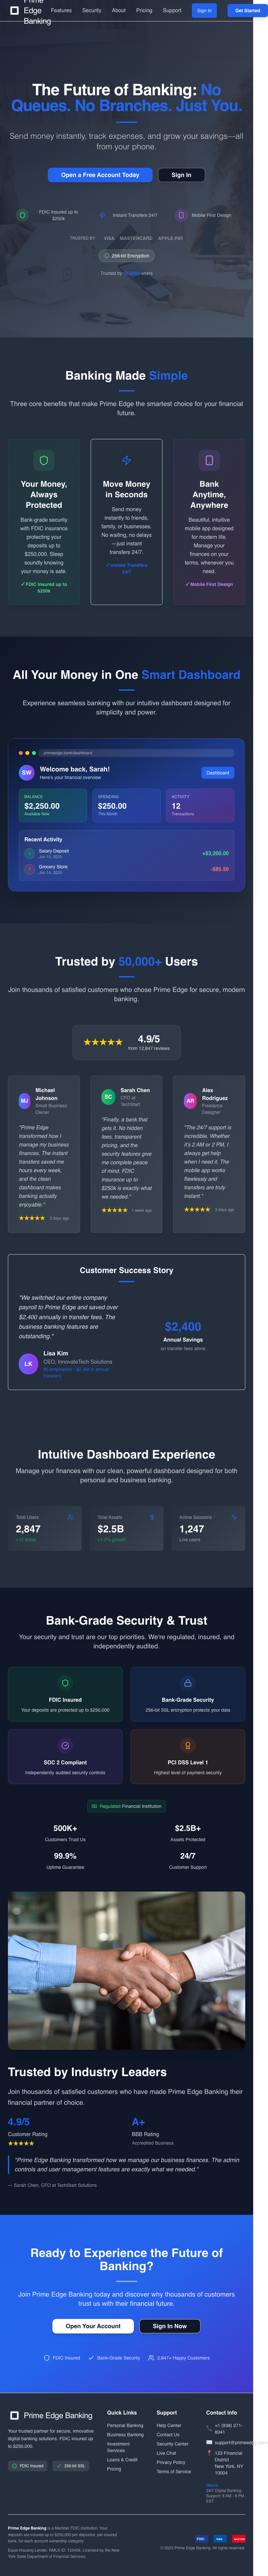 Prime
Edge
Banking
Features
Security
About
Pricing
Support
Sign In
Get Started
The Future of Banking: No
Queues. No Branches. Just You.
Send money instantly, track expenses, and grow your savings—all
from your phone.
Open a Free Account Today
Sign In
FDIC Insured up to
$250k
Instant Transfers 24/7
Mobile First Design
TRUSTED BY:
VISA
MASTERCARD
APPLE PAY
256-bit Encryption
Trusted by
users
Banking Made Simple
Three core benefits that make Prime Edge the smartest choice for your financial
future.
Your Money,
Always
Protected
Bank-grade security
with FDIC insurance
protecting your
deposits up to
$250,000. Sleep
soundly knowing
your money is safe.
✓ FDIC Insured up to
$250k
Move Money
in Seconds
Send money
instantly to friends,
family, or businesses.
No waiting, no delays
—just instant
transfers 24/7.
✓ Instant Transfers
24/7
Bank
Anytime,
Anywhere
Beautiful, intuitive
mobile app designed
for modern life.
Manage your
finances on your
terms, whenever you
need.
✓ Mobile First Design
All Your Money in One Smart Dashboard
Experience seamless banking with our intuitive dashboard designed for
simplicity and power.
primeedge.bank/dashboard
SW
Welcome back, Sarah!
Here's your financial overview
Dashboard
BALANCE
$2,250.00
Available Now
SPENDING
$250.00
This Month
ACTIVITY
12
Transactions
Recent Activity
Salary Deposit
Jan 15, 2025
+$3,200.00
Grocery Store
Jan 14, 2025
-$85.50
Trusted by 50,000+ Users
Join thousands of satisfied customers who chose Prime Edge for secure, modern
banking.
★★★★★
4.9/5
from 12,847 reviews
MJ
Michael
Johnson
Small Business
Owner
"Prime Edge
transformed how I
manage my business
finances. The instant
transfers saved me
hours every week,
and the clean
dashboard makes
banking actually
enjoyable."
★★★★★ 2 days ago
SC
Sarah Chen
CFO at
TechStart
"Finally, a bank that
gets it. No hidden
fees, transparent
pricing, and the
security features give
me complete peace
of mind. FDIC
insurance up to
$250k is exactly what
we needed."
★★★★★ 1 week ago
AR
Alex
Rodriguez
Freelance
Designer
"The 24/7 support is
incredible. Whether
it's 2 AM or 2 PM, I
always get help
when I need it. The
mobile app works
flawlessly and
transfers are truly
instant."
★★★★★ 3 days ago
Customer Success Story
"We switched our entire company
payroll to Prime Edge and saved over
$2,400 annually in transfer fees. The
business banking features are
outstanding."
LK
Lisa Kim
CEO, InnovateTech Solutions
$2,400
Annual Savings
on transfer fees alone
Intuitive Dashboard Experience
Manage your finances with our clean, powerful dashboard designed for both
personal and business banking.
Total Users
2,847
Total Assets
$2.5B
Active Sessions
1,247
Live users
Bank-Grade Security & Trust
Your security and trust are our top priorities. We're regulated, insured, and
independently audited.
FDIC Insured
Your deposits are protected up to $250,000
Bank-Grade Security
256-bit SSL encryption protects your data
SOC 2 Compliant
Independently audited security controls
PCI DSS Level 1
Highest level of payment security
Regulated Financial Institution
500K+
Customers Trust Us
$2.5B+
Assets Protected
99.9%
Uptime Guarantee
24/7
Customer Support
Trusted by Industry Leaders
Join thousands of satisfied customers who have made Prime Edge Banking their
financial partner of choice.
4.9/5
Customer Rating
★★★★★
A+
BBB Rating
Accredited Business
"Prime Edge Banking transformed how we manage our business finances. The admin
controls and user management features are exactly what we needed."
— Sarah Chen, CFO at TechStart Solutions
Ready to Experience the Future of
Banking?
Join Prime Edge Banking today and discover why thousands of customers
trust us with their financial future.
Open Your Account
Sign In Now
FDIC Insured
Bank-Grade Security
2,847+ Happy Customers
Prime Edge Banking
Your trusted partner for secure, innovative
digital banking solutions. FDIC insured up
to $250,000.
FDIC Insured
256-bit SSL
Quick Links
Personal Banking
Business Banking
Investment
Services
Loans & Credit
Pricing
Support
Help Center
Contact Us
Security Center
Live Chat
Privacy Policy
Terms of Service
Contact Info
+1 (838) 271-
8041
123 Financial
District
New York, NY
10004
Hours:
24/7 Digital Banking
Support: 8 AM - 8 PM
EST
Prime Edge Banking is a Member FDIC institution. Your
deposits are insured up to $250,000 per depositor, per insured
bank, for each account ownership category.
Equal Housing Lender. NMLS ID: 123456. Licensed by the New
York State Department of Financial Services.
FDIC
© 2025 Prime Edge Banking. All rights reserved.